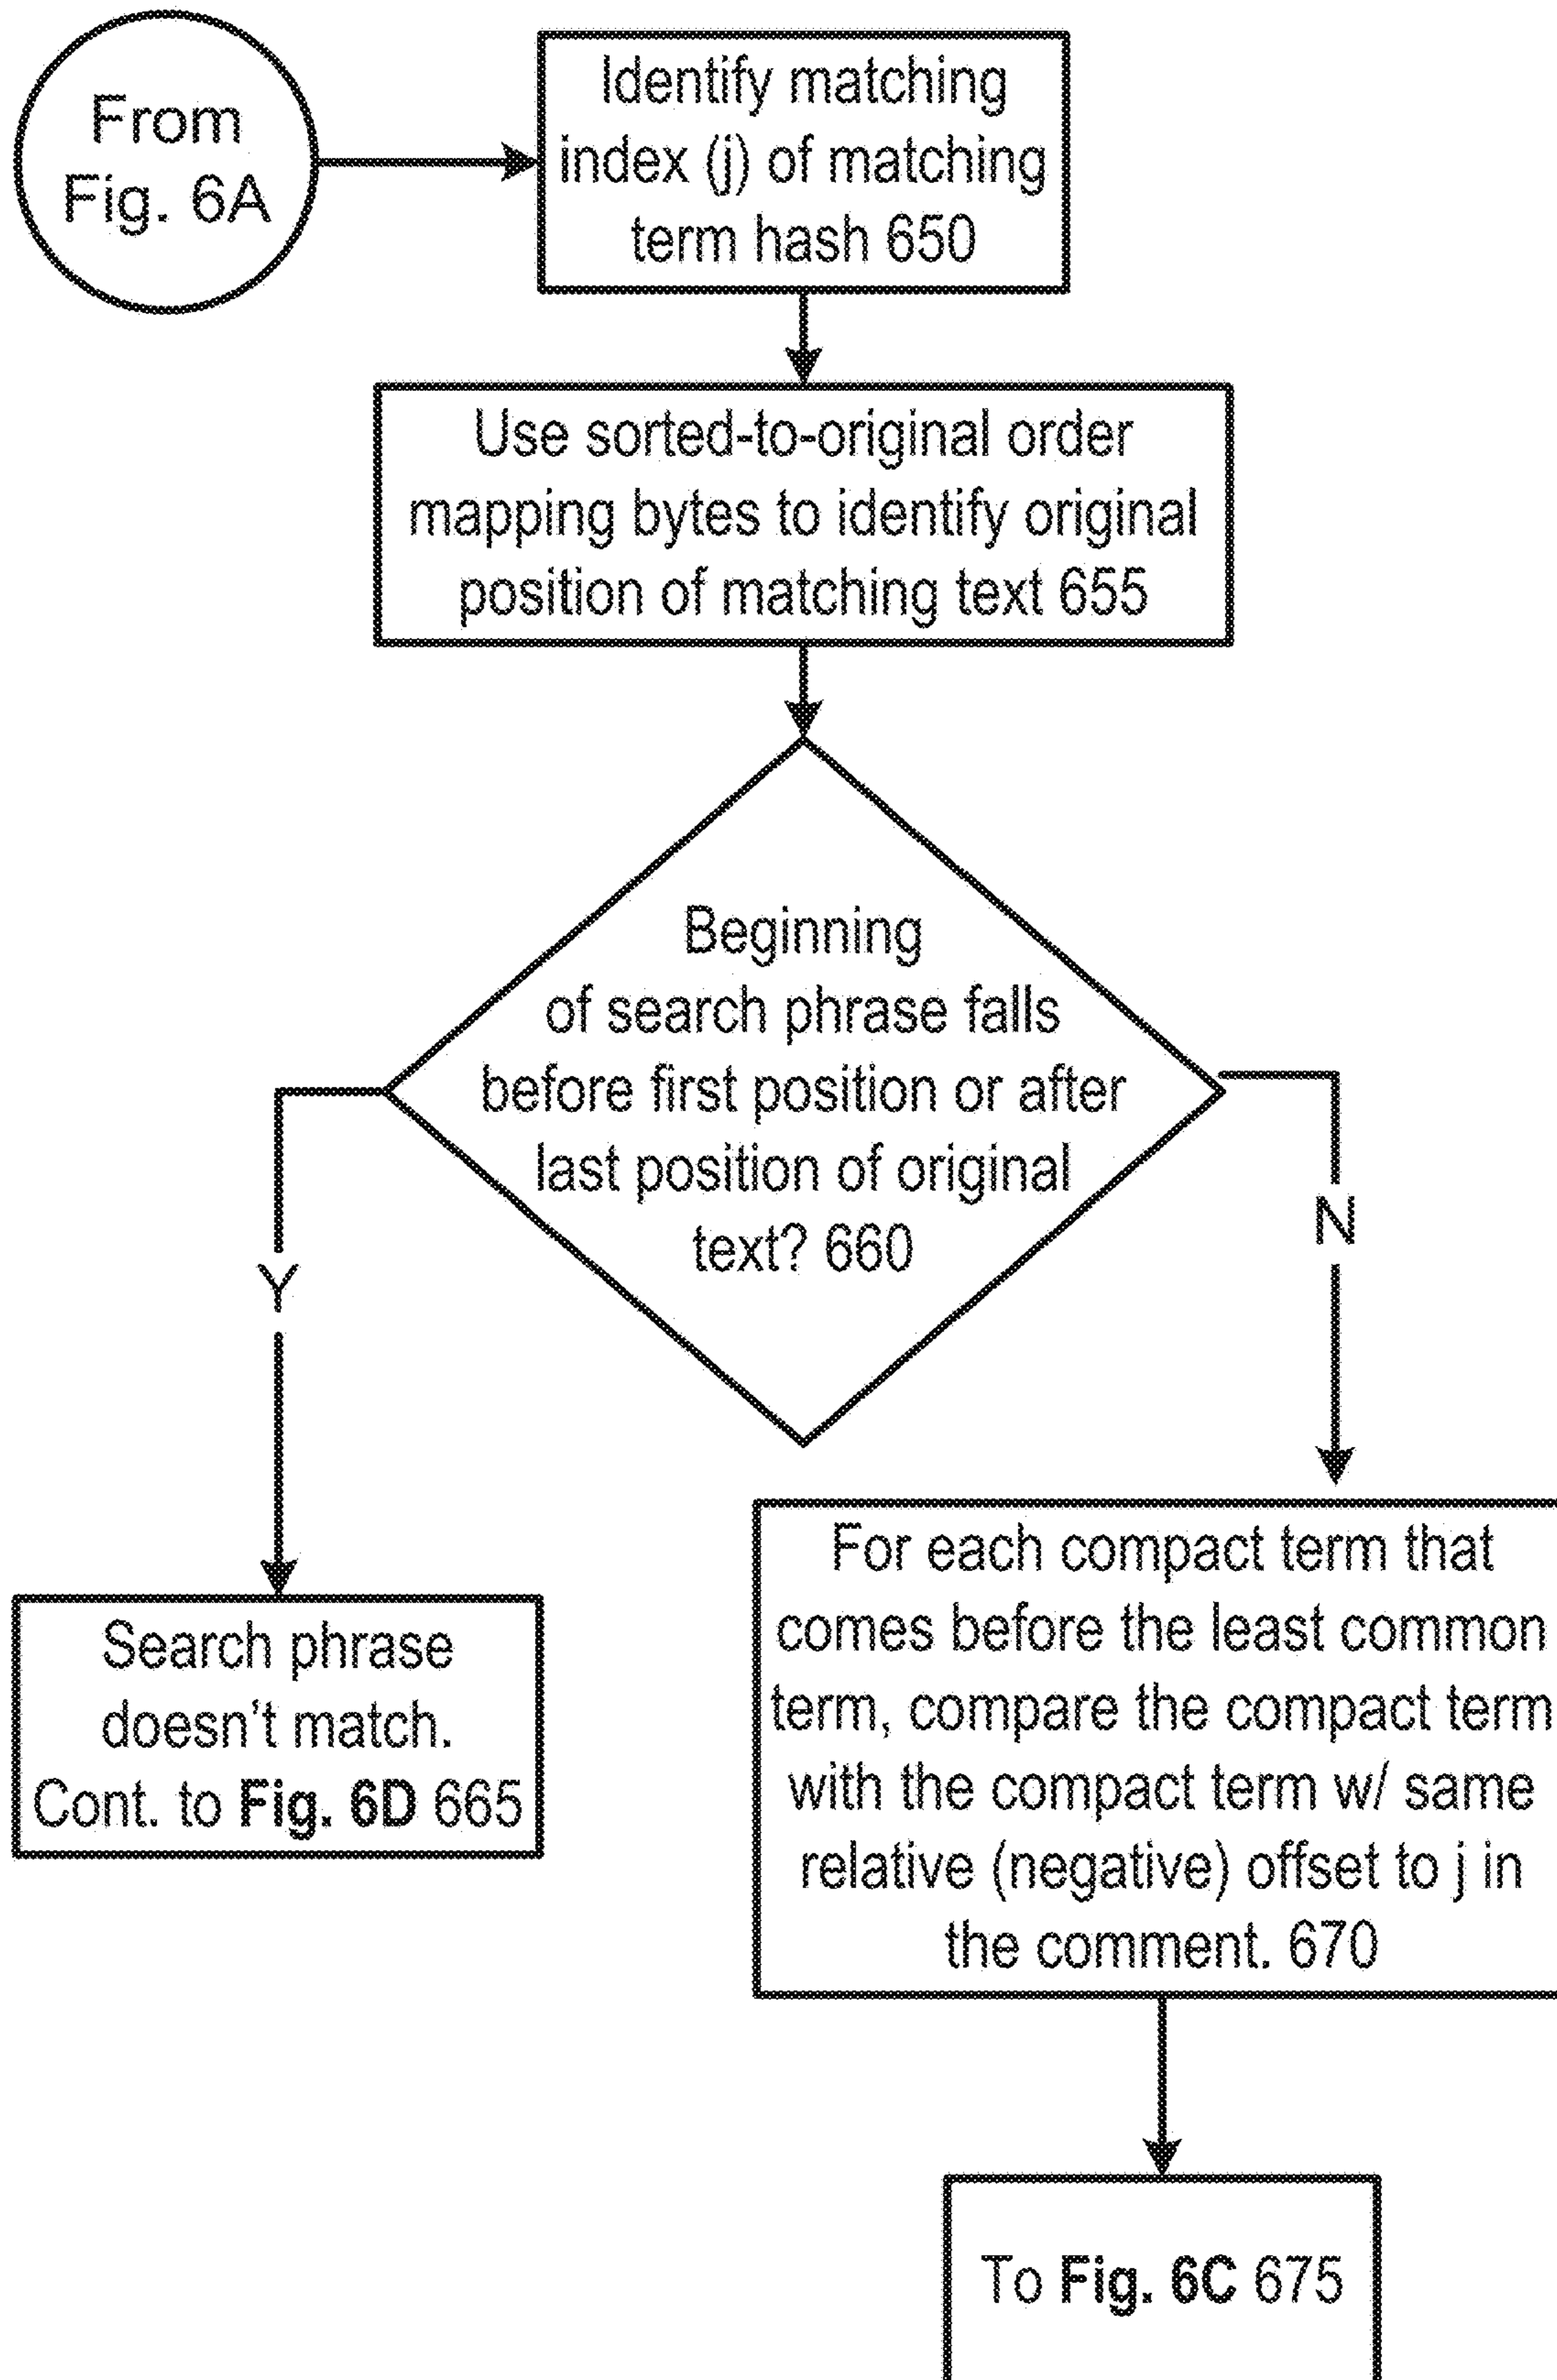 From
Fig. 6A
Identify matching
index (j) of matching
term hash 650
Use sorted-to-original order
mapping bytes to identify original
position of matching text 655
Beginning
of search phrase falls
before first position or after
last position of original
text? 660
Y
N
Search phrase
doesn't match.
Cont. to Fig. 6D 665
For each compact term that
comes before the least common
term, compare the compact term
with the compact term w/ same
relative (negative) offset to j in
the comment. 670
To Fig. 6C 675